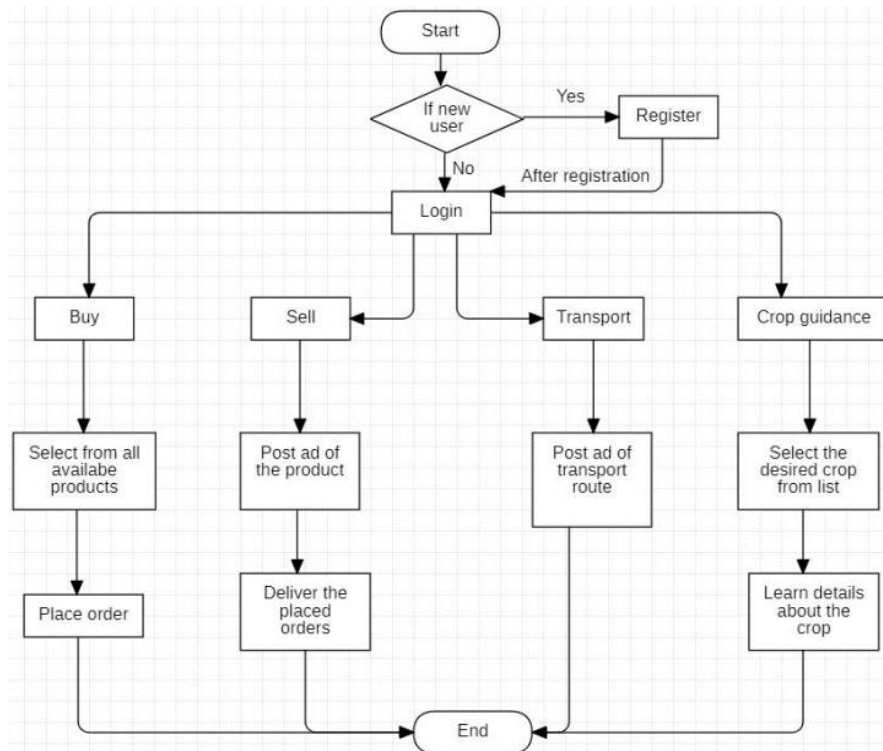 Start
If new
user
Yes
Register
No
After registration
Login
Buy
Sell
Transport
Crop guidance
Select from all
availabe
products
Post ad of
the product
Post ad of
transport
route
Select the
desired crop
from list
Place order
Deliver the
placed
orders
Learn details
about the
crop
End